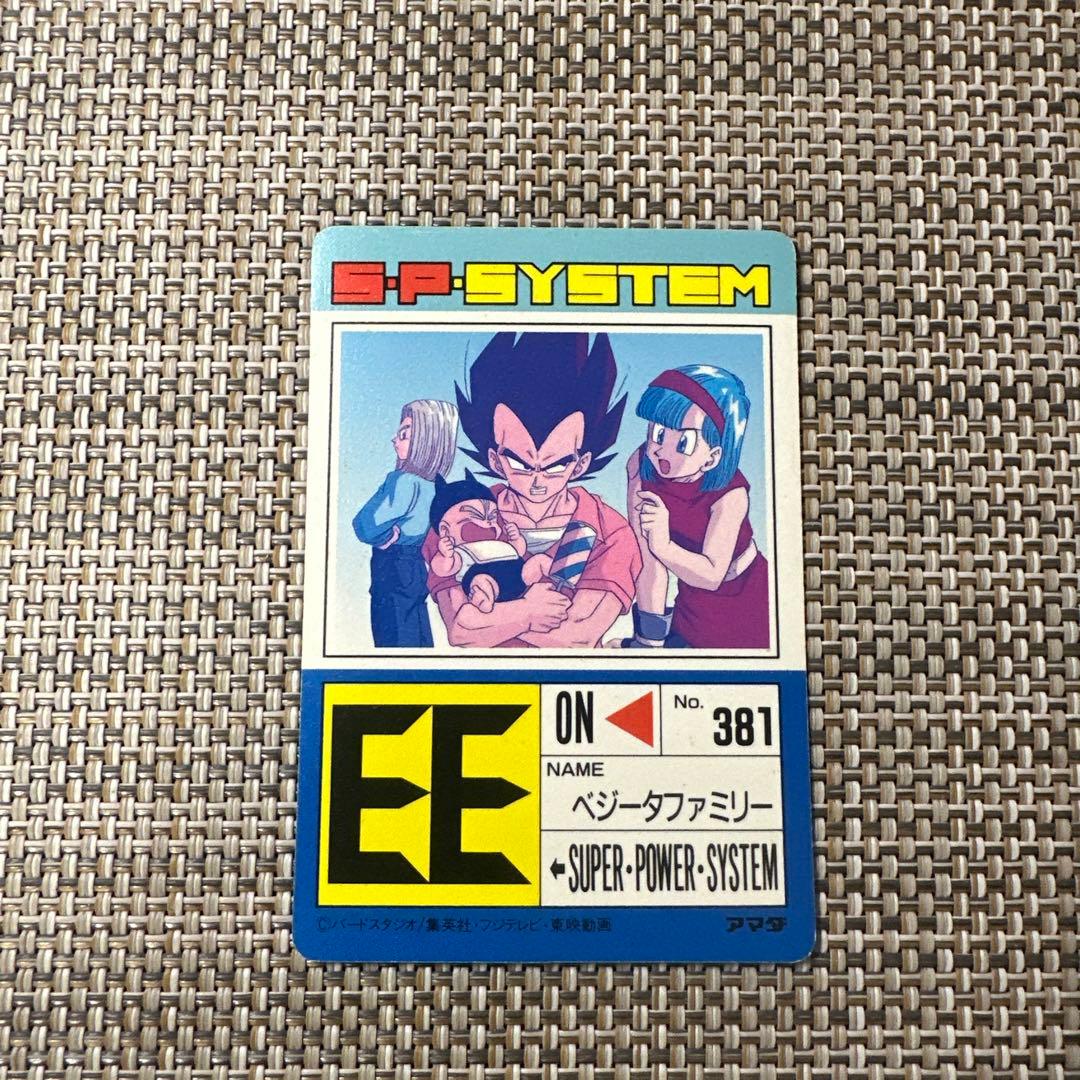 S・P・SYSTEM
EE
ON
No. 381
NAME
ベジータファミリー
SUPER・POWER・SYSTEM
©バードスタジオ/集英社・フジテレビ・東映動画
アマダ